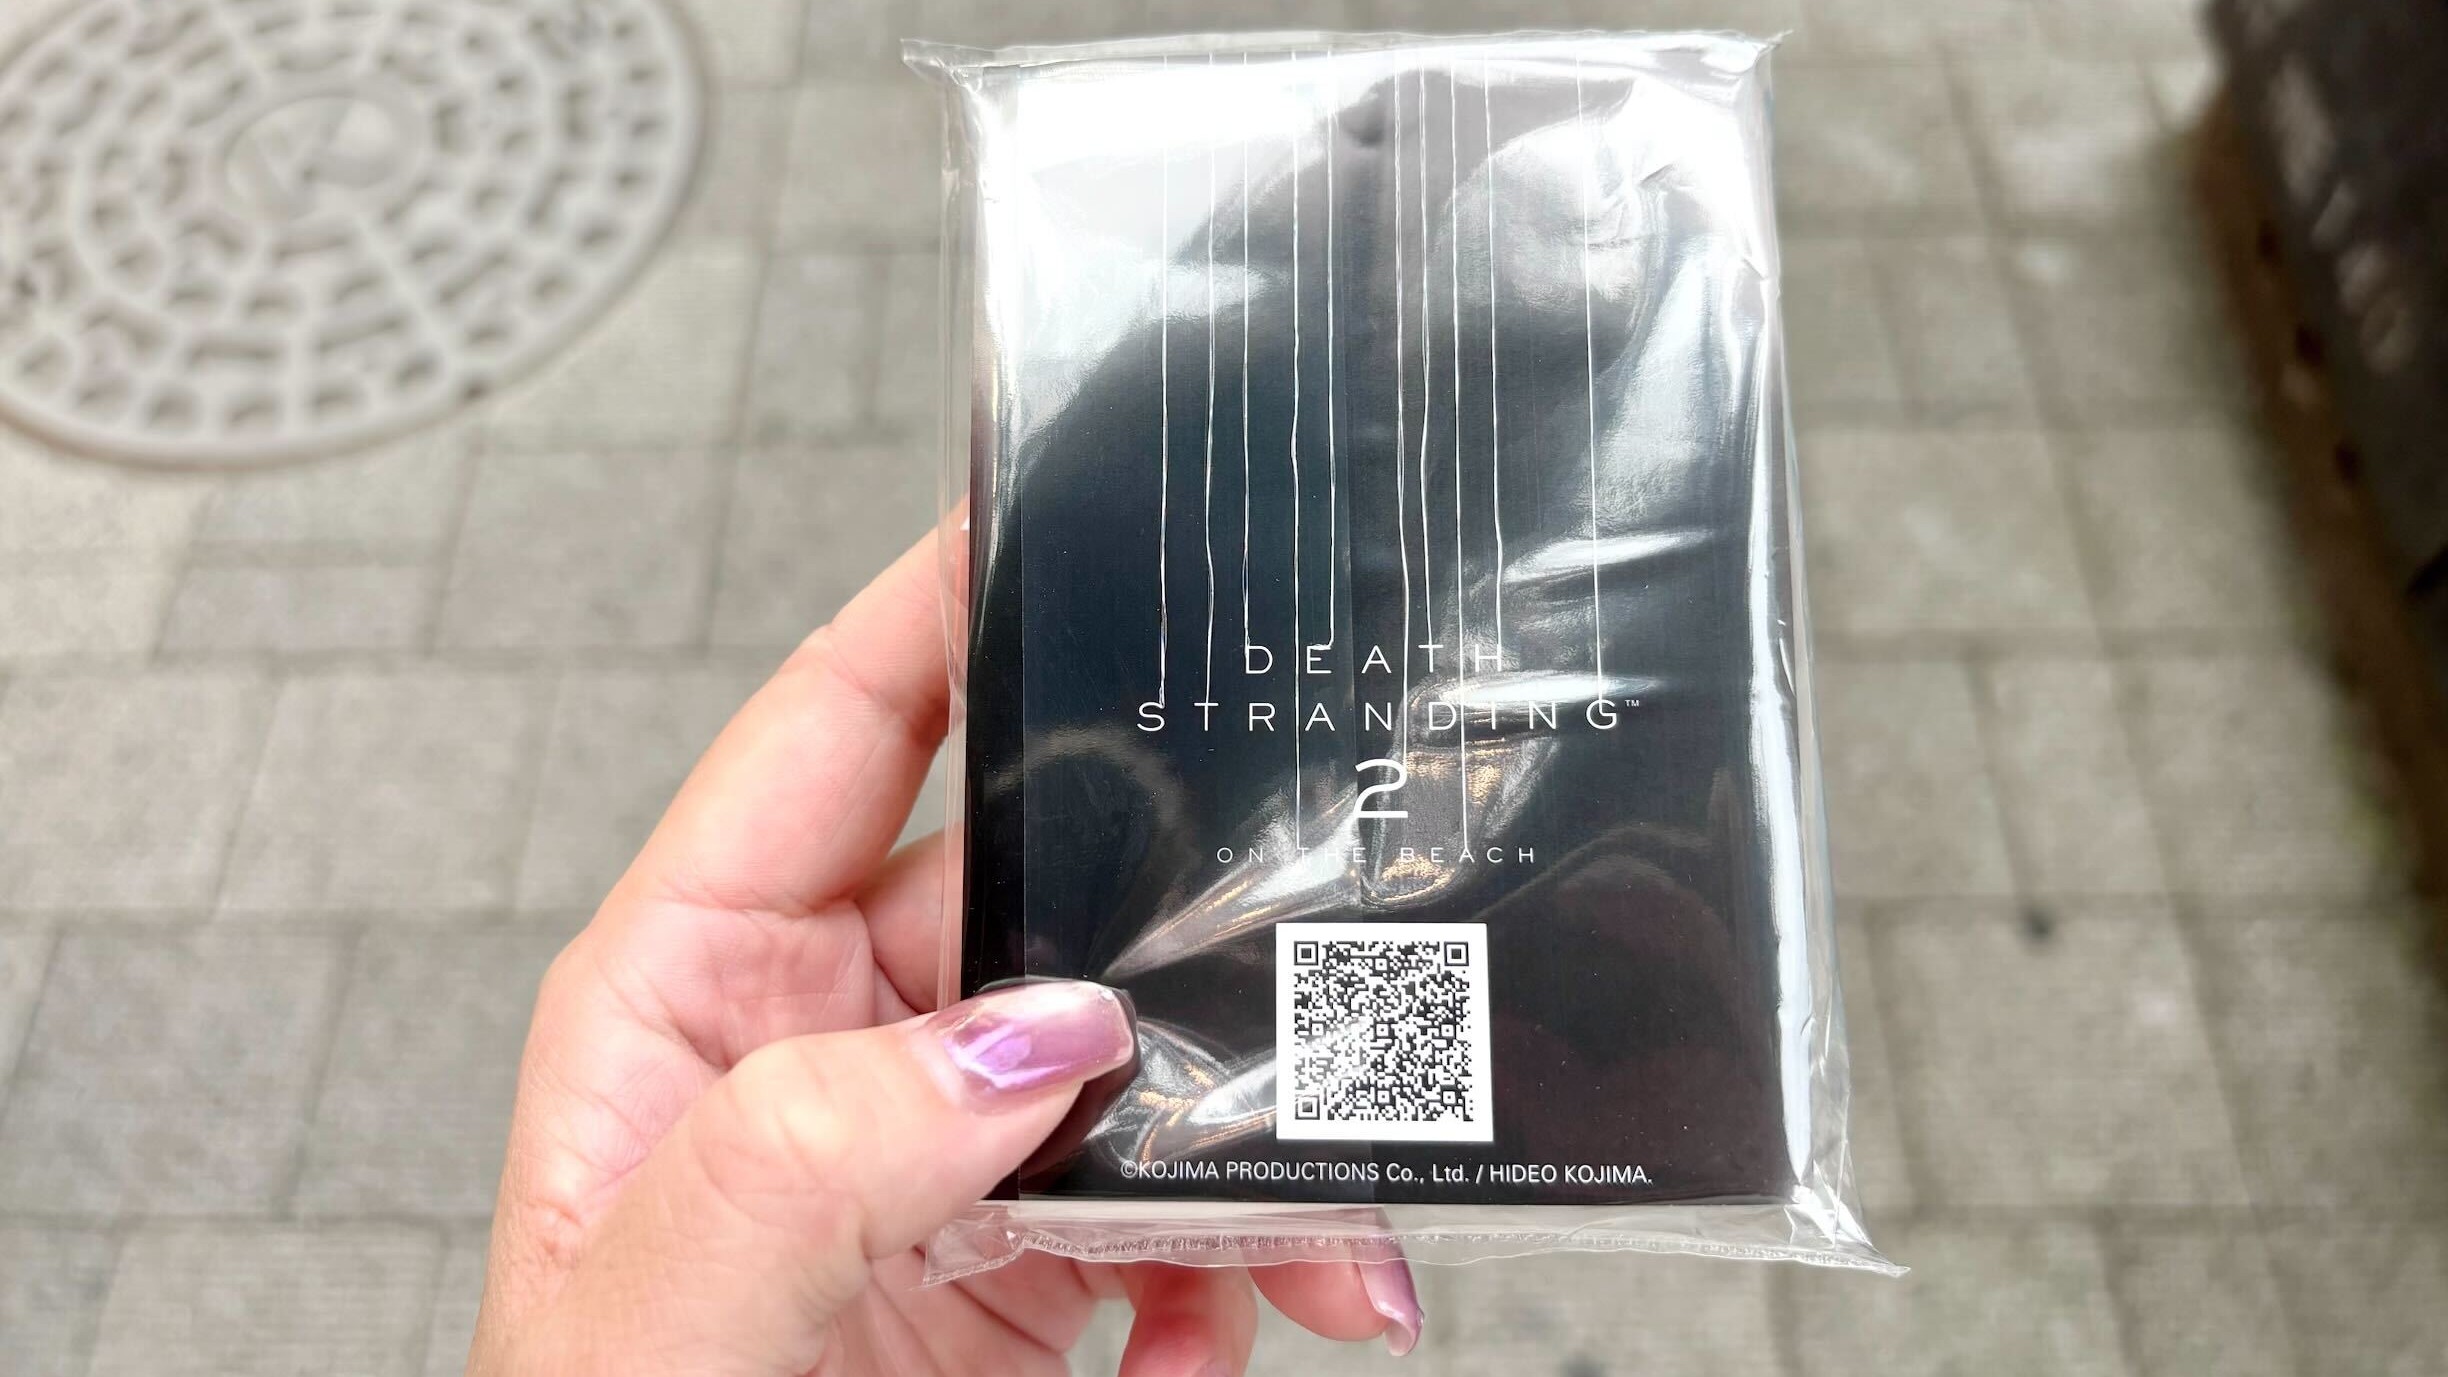 DEATH
STRANDING™
2
ON THE BEACH
©KOJIMA PRODUCTIONS Co., Ltd. / HIDEO KOJIMA.